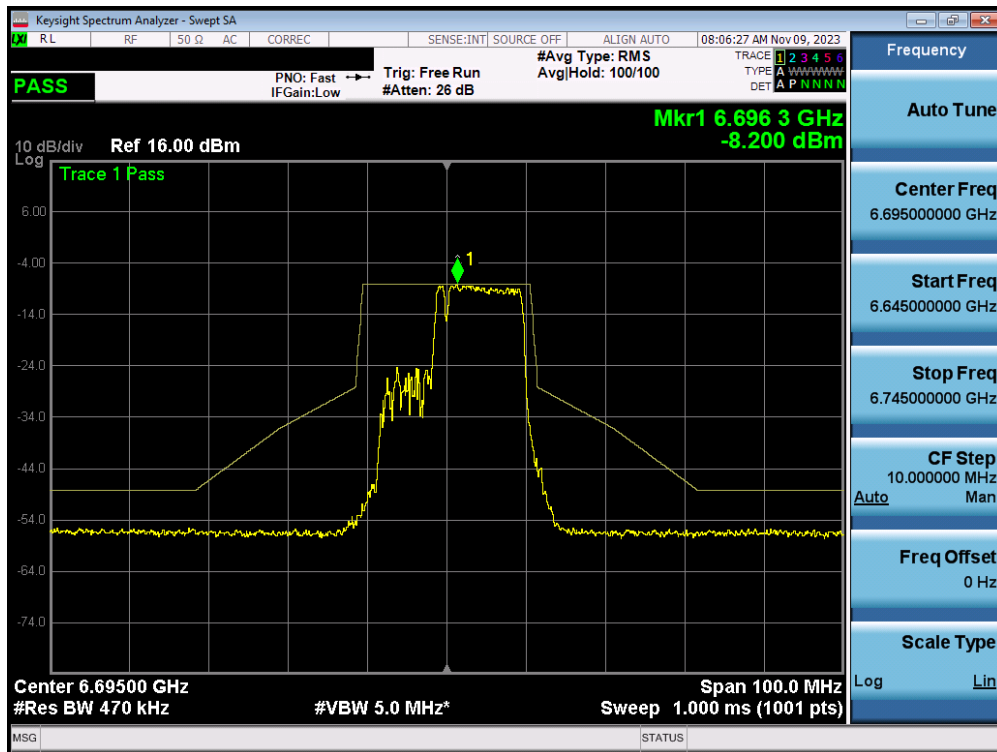 Keysight Spectrum Analyzer - Swept SA
LXI RL RF 50 Ω AC CORREC SENSE:INT SOURCE OFF ALIGN AUTO 08:06:27 AM Nov 09, 2023
PASS
PNO: Fast
IFGain:Low
Trig: Free Run
#Atten: 26 dB
#Avg Type: RMS
Avg|Hold: 100/100
TRACE 1 2 3 4 5 6
TYPE A WWWWW
DET A P N N N N
Mkr1 6.696 3 GHz
-8.200 dBm
10 dB/div Ref 16.00 dBm
Log
Trace 1 Pass
1
6.00
-4.00
-14.0
-24.0
-34.0
-44.0
-54.0
-64.0
-74.0
Center 6.69500 GHz Span 100.0 MHz
#Res BW 470 kHz #VBW 5.0 MHz* Sweep 1.000 ms (1001 pts)
MSG STATUS
Frequency
Auto Tune
Center Freq
6.695000000 GHz
Start Freq
6.645000000 GHz
Stop Freq
6.745000000 GHz
CF Step
10.000000 MHz
Auto Man
Freq Offset
0 Hz
Scale Type
Log Lin